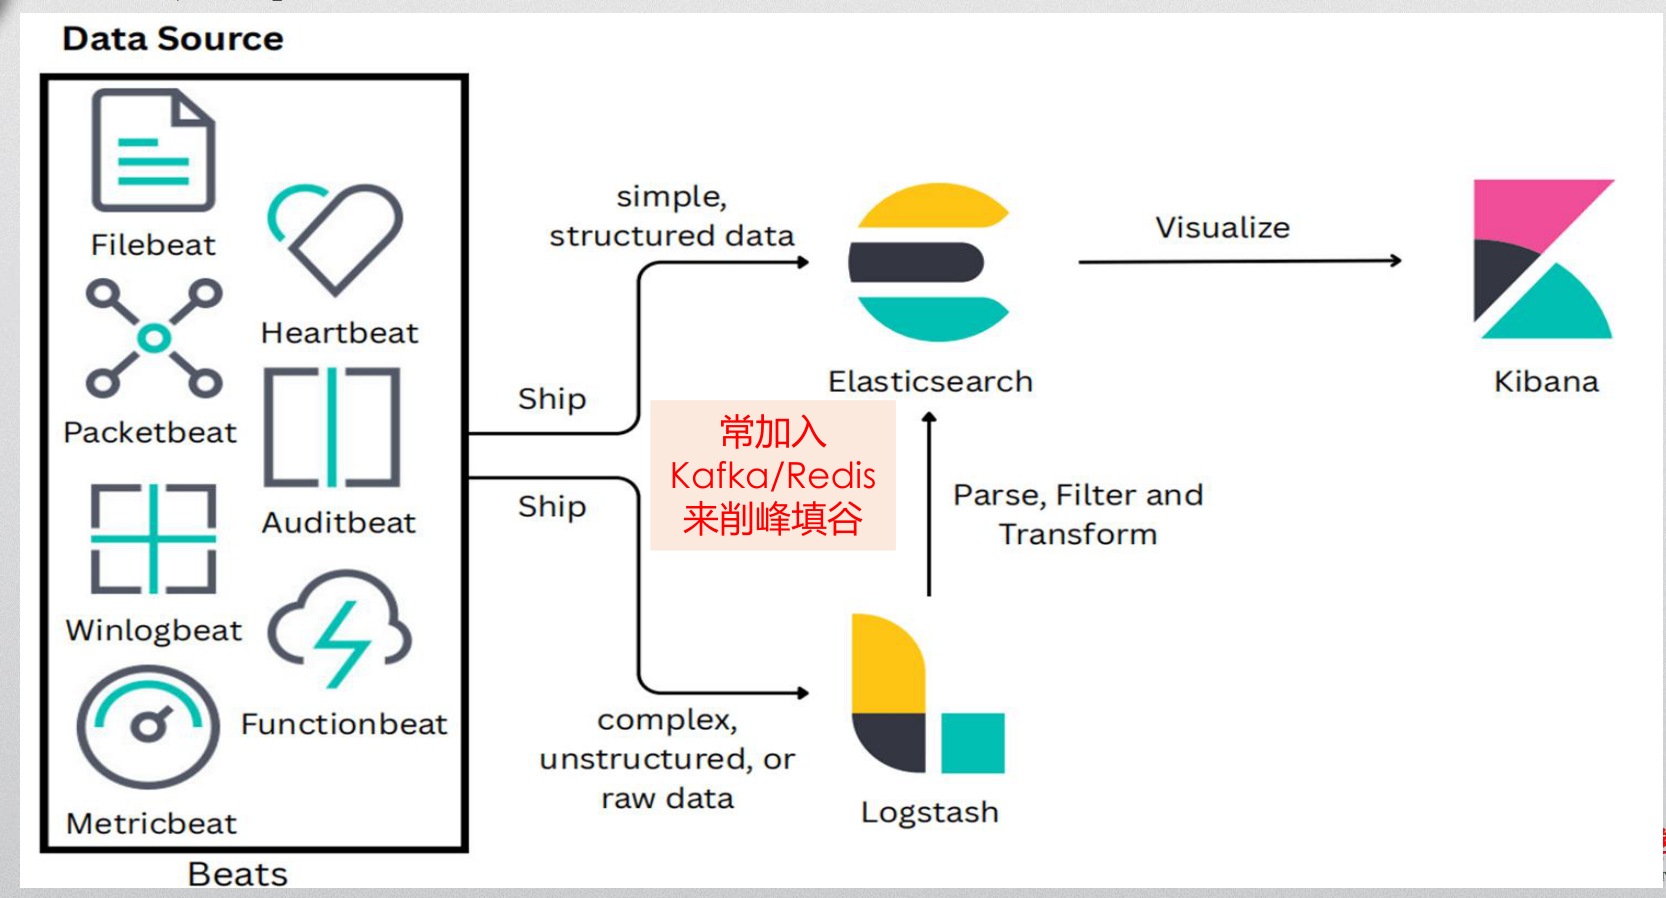 Data Source
Filebeat
Heartbeat
Packetbeat
Auditbeat
Winlogbeat
Functionbeat
Metricbeat
Beats
Ship
simple,
structured data
Ship
complex,
unstructured, or
raw data
常加入
Kafka/Redis
来削峰填谷
Elasticsearch
Parse, Filter and
Transform
Logstash
Visualize
Kibana